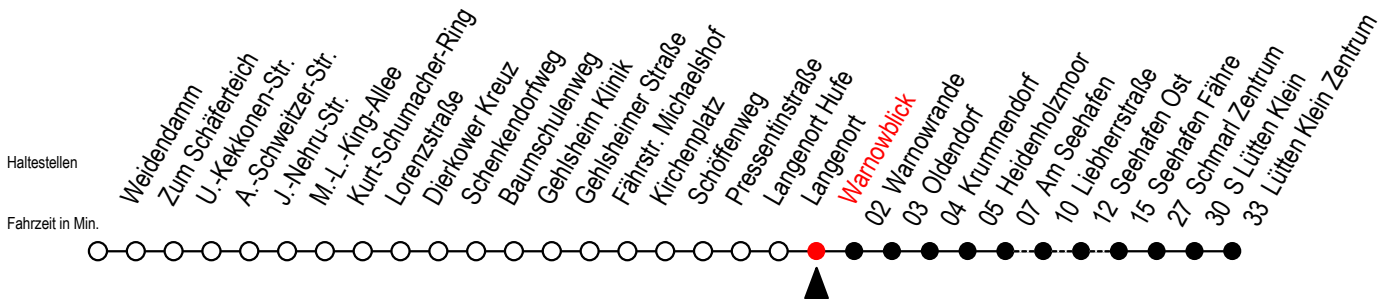 Haltestellen
Fahrzeit in Min.
Weidendamm
Zum Schäferteich
U.-Kekkonen-Str.
A.-Schweitzer-Str.
J.-Nehru-Str.
M.-L.-King-Allee
Kurt-Schumacher-Ring
Lorenzstraße
Dierkower Kreuz
Schenkendorfweg
Baumschulenweg
Gehlsheim Klinik
Gehlsheimer Straße
Fährstr. Michaelshof
Kirchenplatz
Schöffenweg
Pressentinstraße
Langenort Hufe
Langenort
Warnowblick
02 Warnowrande
03 Oldendorf
04 Krummendorf
05 Heidenholzmoor
07 Am Seehafen
10 Liebherrstraße
12 Seehafen Ost
15 Seehafen Fähre
27 Schmarl Zentrum
30 S Lütten Klein
33 Lütten Klein Zentrum